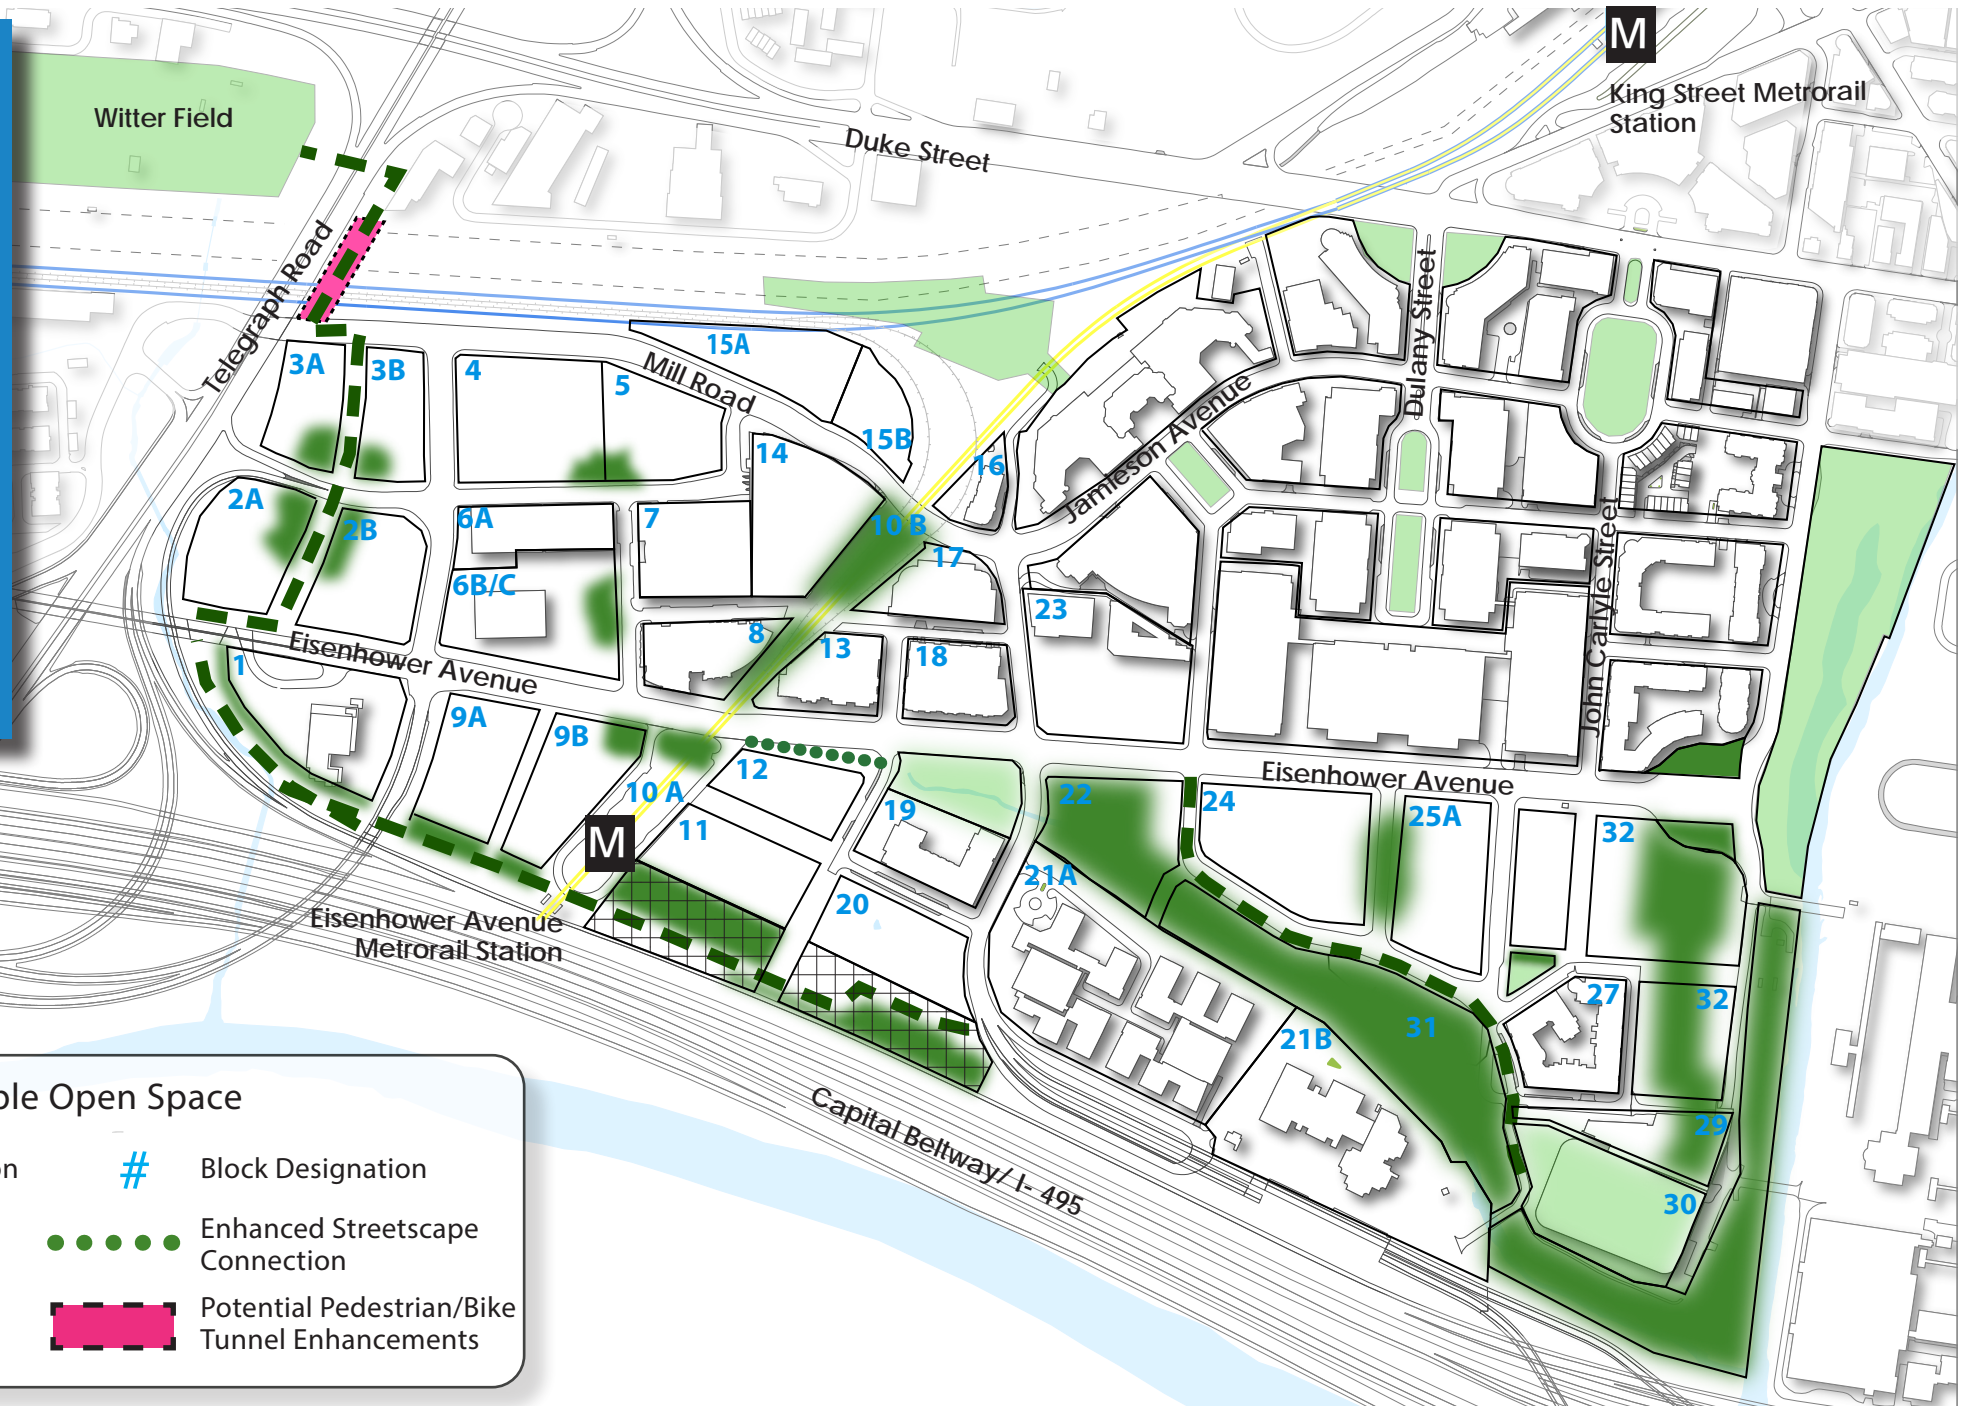 M
King Street Metrorail
Station
Witter Field
Duke Street
Telegraph Road
Dulany Street
Mill Road
Jamieson Avenue
John Carlyle Street
15A
3A
3B
4
5
15B
14
16
2A
2B
6A
7
10 B
17
6B/C
23
8
13
18
Eisenhower Avenue
1
9A
9B
12
Eisenhower Avenue
10 A
22
24
19
25A
11
32
M
21A
20
Eisenhower Avenue
Metrorail Station
27
32
31
21B
29
30
Capital Beltway/ I- 495
ble Open Space
on
#
Block Designation
Enhanced Streetscape
Connection
Potential Pedestrian/Bike
Tunnel Enhancements